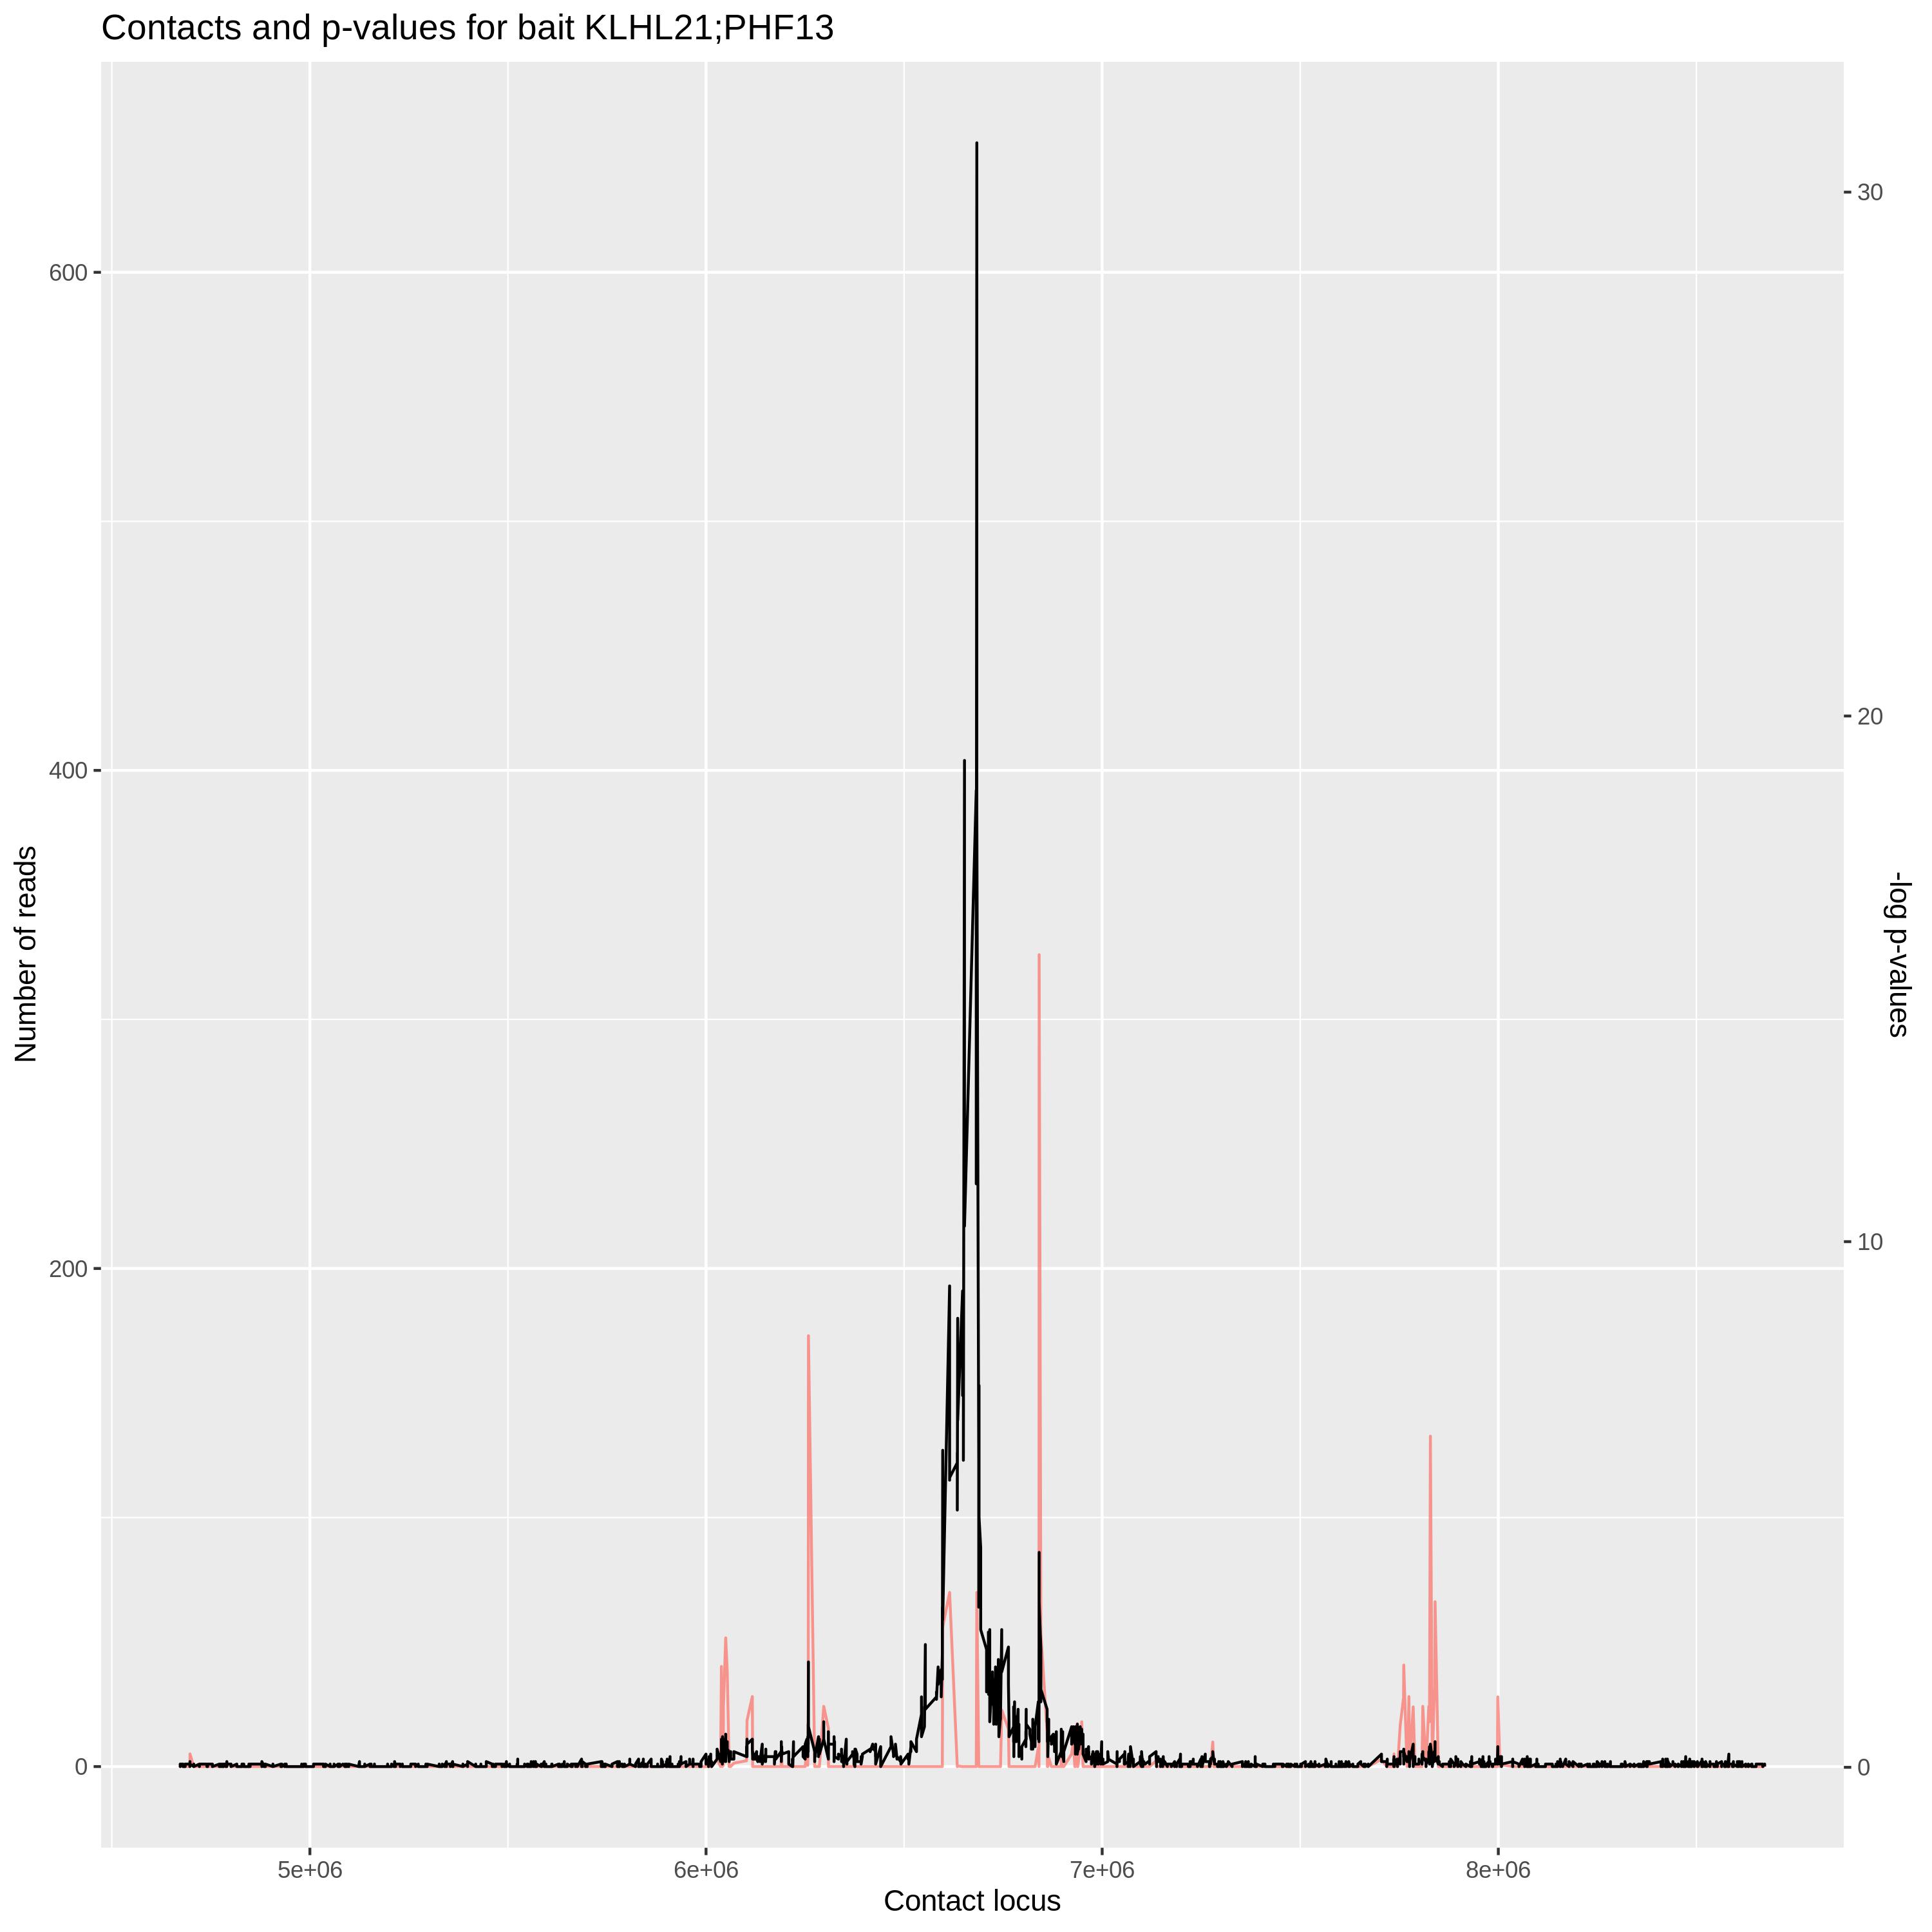 Contacts and p-values for bait KLHL21;PHF13
600
400
200
0
Number of reads
30
20
10
0
-log p-values
5e+06 6e+06 7e+06 8e+06
Contact locus